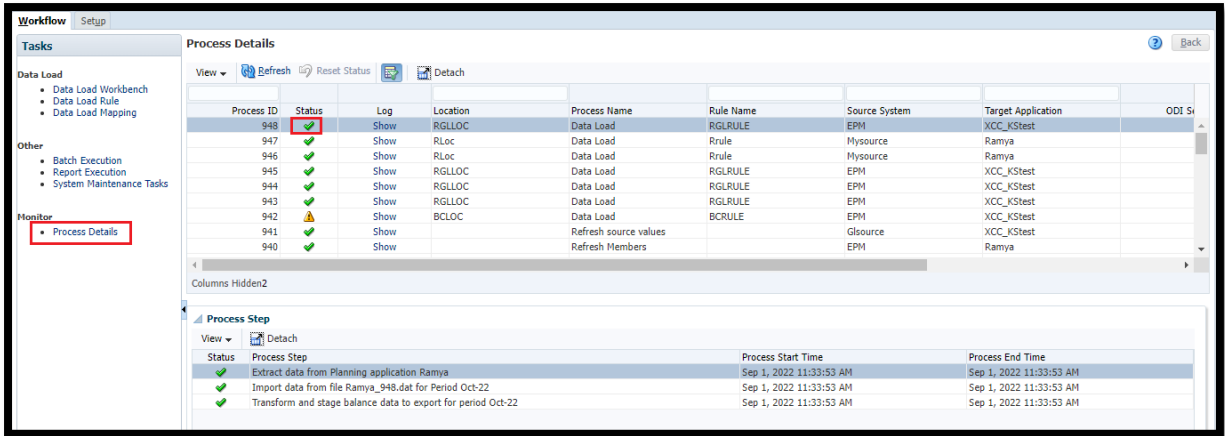 Workflow Setup
Tasks
Data Load
Data Load Workbench
Data Load Rule
Data Load Mapping
Other
Batch Execution
Report Execution
System Maintenance Tasks
Monitor
Process Details
Process Details ? Back
View Refresh Reset Status Detach
Process ID Status Log Location Process Name Rule Name Source System Target Application ODI Se
948 Show RGLLOC Data Load RGLRULE EPM XCC_KStest
947 Show RLoc Data Load Rrule Mysource Ramya
946 Show RLoc Data Load Rrule Mysource Ramya
945 Show RGLLOC Data Load RGLRULE EPM XCC_KStest
944 Show RGLLOC Data Load RGLRULE EPM XCC_KStest
943 Show RGLLOC Data Load RGLRULE EPM XCC_KStest
942 Show BCLOC Data Load BCRULE EPM XCC_KStest
941 Show Refresh source values Glsource XCC_KStest
940 Show Refresh Members EPM Ramya
Columns Hidden2
Process Step
View Detach
Status Process Step Process Start Time Process End Time
Extract data from Planning application Ramya Sep 1, 2022 11:33:53 AM Sep 1, 2022 11:33:53 AM
Import data from file Ramya_948.dat for Period Oct-22 Sep 1, 2022 11:33:53 AM Sep 1, 2022 11:33:53 AM
Transform and stage balance data to export for period Oct-22 Sep 1, 2022 11:33:53 AM Sep 1, 2022 11:33:53 AM